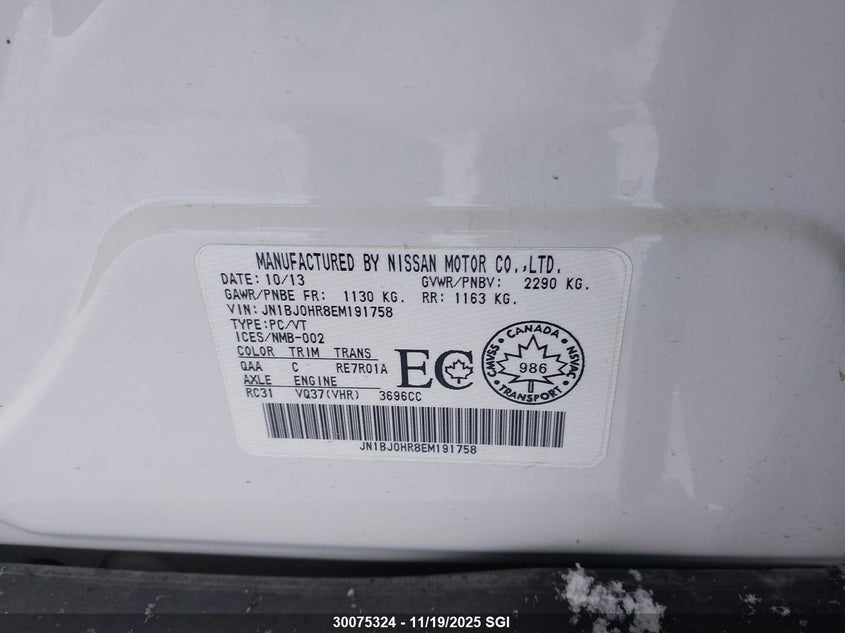 MANUFACTURED BY NISSAN MOTOR CO.,LTD.
DATE: 10/13 GVWR/PNBV: 2290 KG.
GAWR/PNBE FR: 1130 KG. RR: 1163 KG.
VIN: JN1BJ0HR8EM191758
TYPE:PC/VT
ICES/NMB-002
COLOR TRIM TRANS
QAA C RE7R01A
AXLE ENGINE
RC31 VQ37(VHR) 3696CC
EC
CANADA
CMVSS 986 NSVAC
TRANSPORT
JN1BJ0HR8EM191758
30075324 - 11/19/2025 SGI